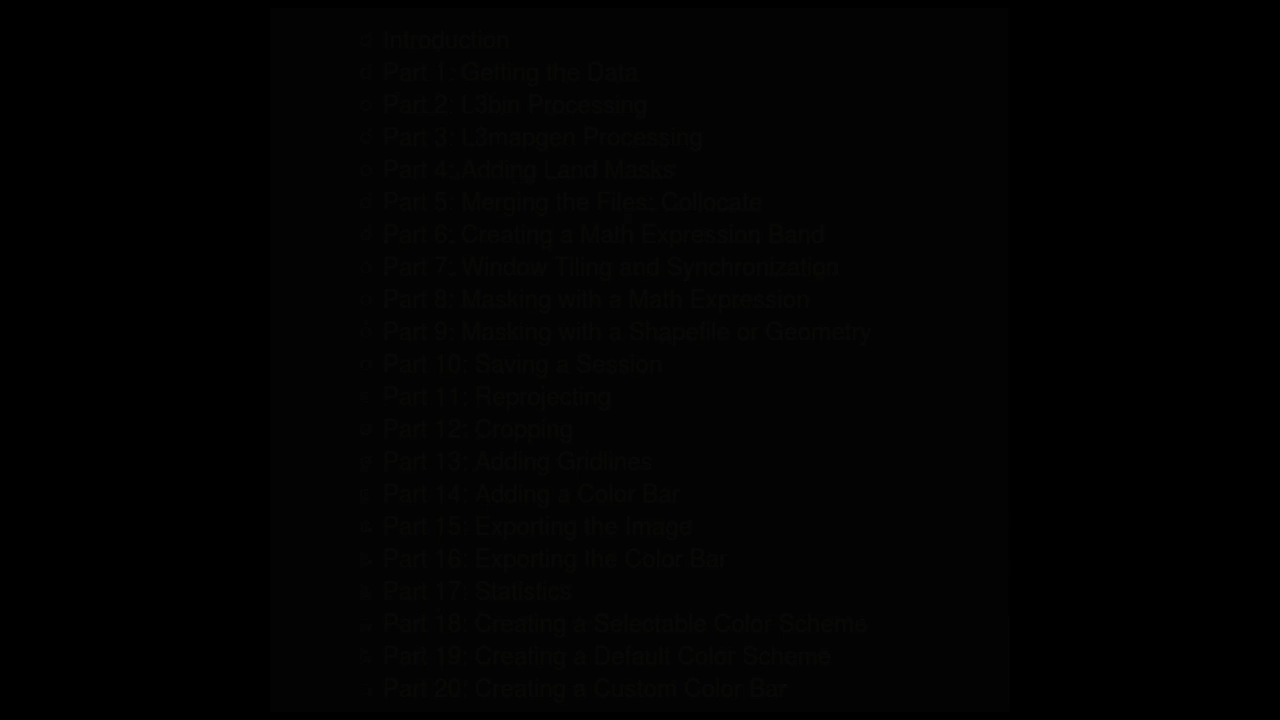 Introduction
Part 1: Getting the Data
Part 2: L3bin Processing
Part 3: L3mapgen Processing
Part 4: Adding Land Masks
Part 5: Merging the Files: Collocate
Part 6: Creating a Math Expression Band
Part 7: Window Tiling and Synchronization
Part 8: Masking with a Math Expression
Part 9: Masking with a Shapefile or Geometry
Part 10: Saving a Session
Part 11: Reprojecting
Part 12: Cropping
Part 13: Adding Gridlines
Part 14: Adding a Color Bar
Part 15: Exporting the Image
Part 16: Exporting the Color Bar
Part 17: Statistics
Part 18: Creating a Selectable Color Scheme
Part 19: Creating a Default Color Scheme
Part 20: Creating a Custom Color Bar